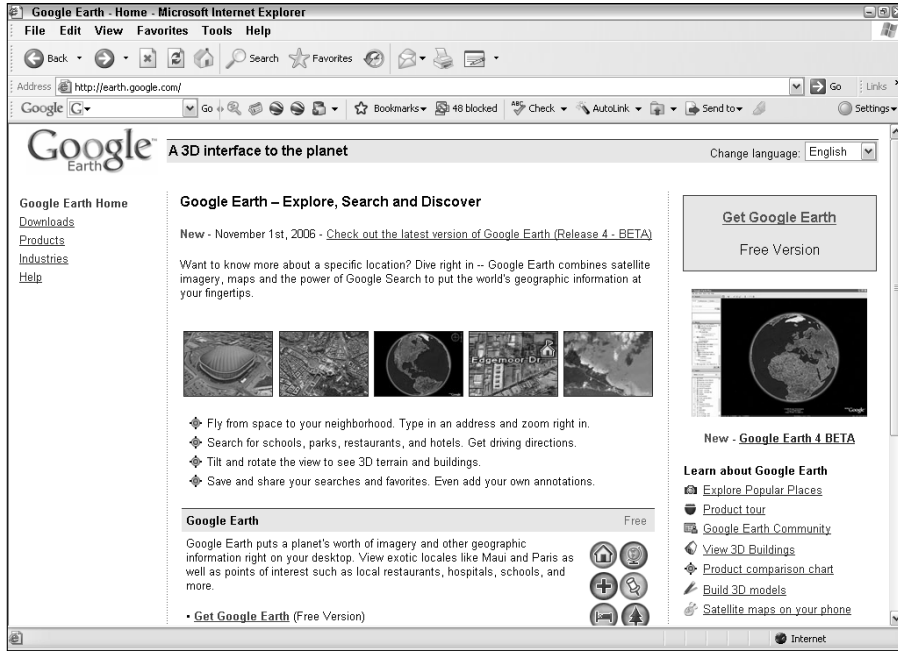 Google Earth - Home - Microsoft Internet Explorer
File Edit View Favorites Tools Help
Back Search Favorites
Address http://earth.google.com/ Go Links
Google G Go Bookmarks 48 blocked ABC Check AutoLink Send to Settings
Google Earth™
A 3D interface to the planet
Change language: English
Google Earth Home
Downloads
Products
Industries
Help
Google Earth – Explore, Search and Discover
New - November 1st, 2006 - Check out the latest version of Google Earth (Release 4 - BETA)
Want to know more about a specific location? Dive right in -- Google Earth combines satellite
imagery, maps and the power of Google Search to put the world's geographic information at
your fingertips.
Edgemoor Dr.
Fly from space to your neighborhood. Type in an address and zoom right in.
Search for schools, parks, restaurants, and hotels. Get driving directions.
Tilt and rotate the view to see 3D terrain and buildings.
Save and share your searches and favorites. Even add your own annotations.
Google Earth Free
Google Earth puts a planet's worth of imagery and other geographic
information right on your desktop. View exotic locales like Maui and Paris as
well as points of interest such as local restaurants, hospitals, schools, and
more.
▪ Get Google Earth (Free Version)
Get Google Earth
Free Version
Google
New - Google Earth 4 BETA
Learn about Google Earth
Explore Popular Places
Product tour
Google Earth Community
View 3D Buildings
Product comparison chart
Build 3D models
Satellite maps on your phone
Internet